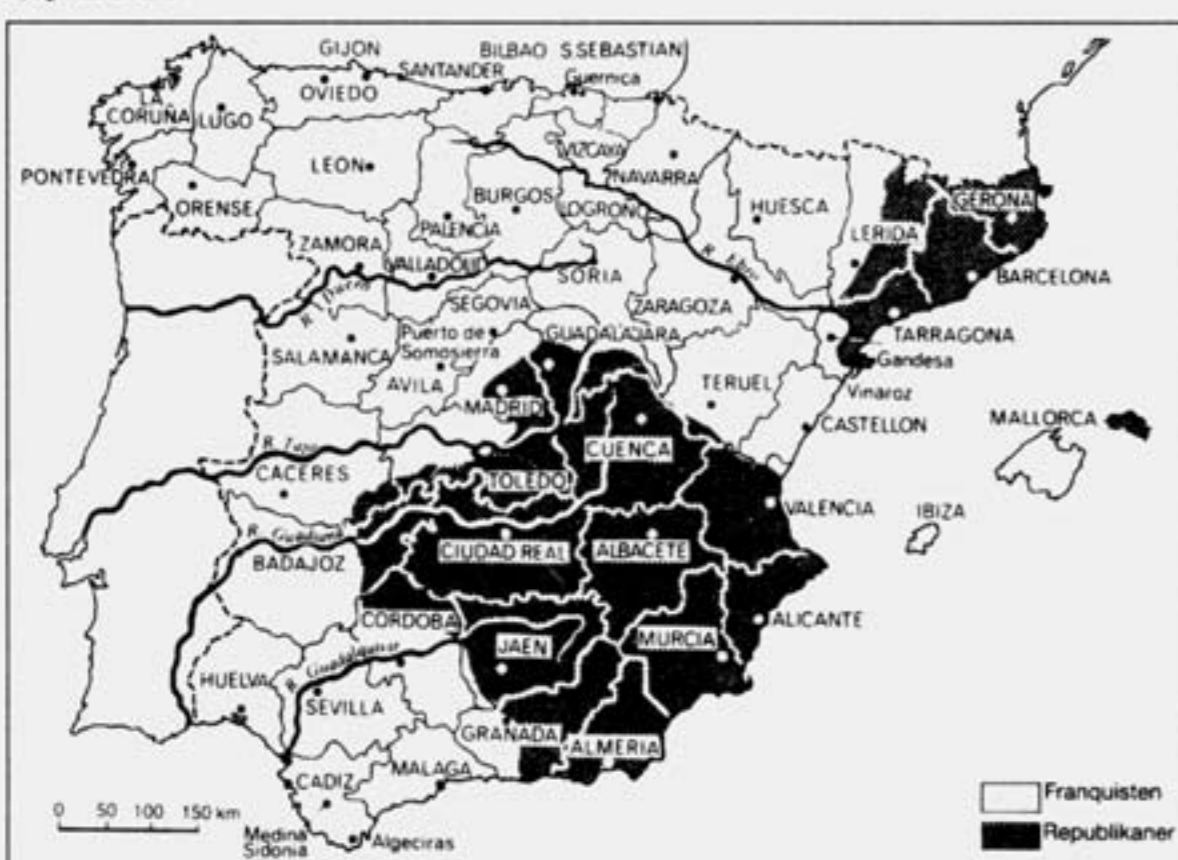 GIJON
BILBAO S.SEBASTIAN
SANTANDER
Guernica
OVIEDO
LA
CORUÑA
LUGO
VIZCAYA
LEON
NAVARRA
PONTEVEDRA
ORENSE
BURGOS
LOGROÑO
HUESCA
GERONA
PALENCIA
LERIDA
ZAMORA
VALLADOLID
SORIA
R. Ebro
BARCELONA
R. Duero
SEGOVIA
ZARAGOZA
Puerto de
Somosierra
GUADALAJARA
TARRAGONA
SALAMANCA
Gandesa
AVILA
TERUEL
Vinaroz
MADRID
CASTELLON
MALLORCA
R. Tajo
CUENCA
CACERES
TOLEDO
VALENCIA
IBIZA
R. Guadiana
CIUDAD REAL
ALBACETE
BADAJOZ
CORDOBA
ALICANTE
JAEN
MURCIA
R. Guadalquivir
HUELVA
SEVILLA
GRANADA
ALMERIA
MALAGA
CADIZ
Franquisten
0 50 100 150 km
Medina
Sidonia
Algeciras
Republikaner